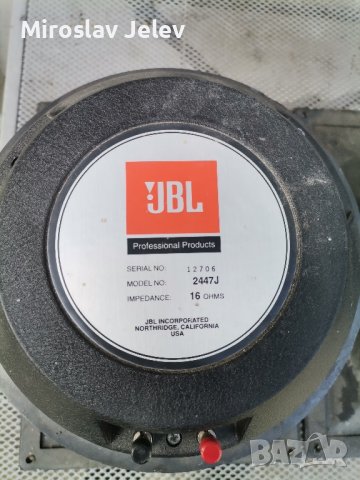 Miroslav Jelev
JBL
Professional Products
SERIAL NO: 12706
MODEL NO: 2447J
IMPEDANCE: 16 OHMS
JBL INCORPORATED
NORTHRIDGE, CALIFORNIA
USA
BAZAR